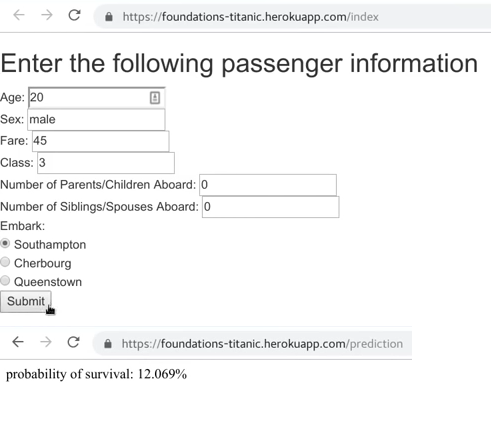 https://foundations-titanic.herokuapp.com/index
Enter the following passenger information
Age: 20
Sex: male
Fare: 45
Class: 3
Number of Parents/Children Aboard: 0
Number of Siblings/Spouses Aboard: 0
Embark:
Southampton
Cherbourg
Queenstown
Submit
https://foundations-titanic.herokuapp.com/prediction
probability of survival: 12.069%